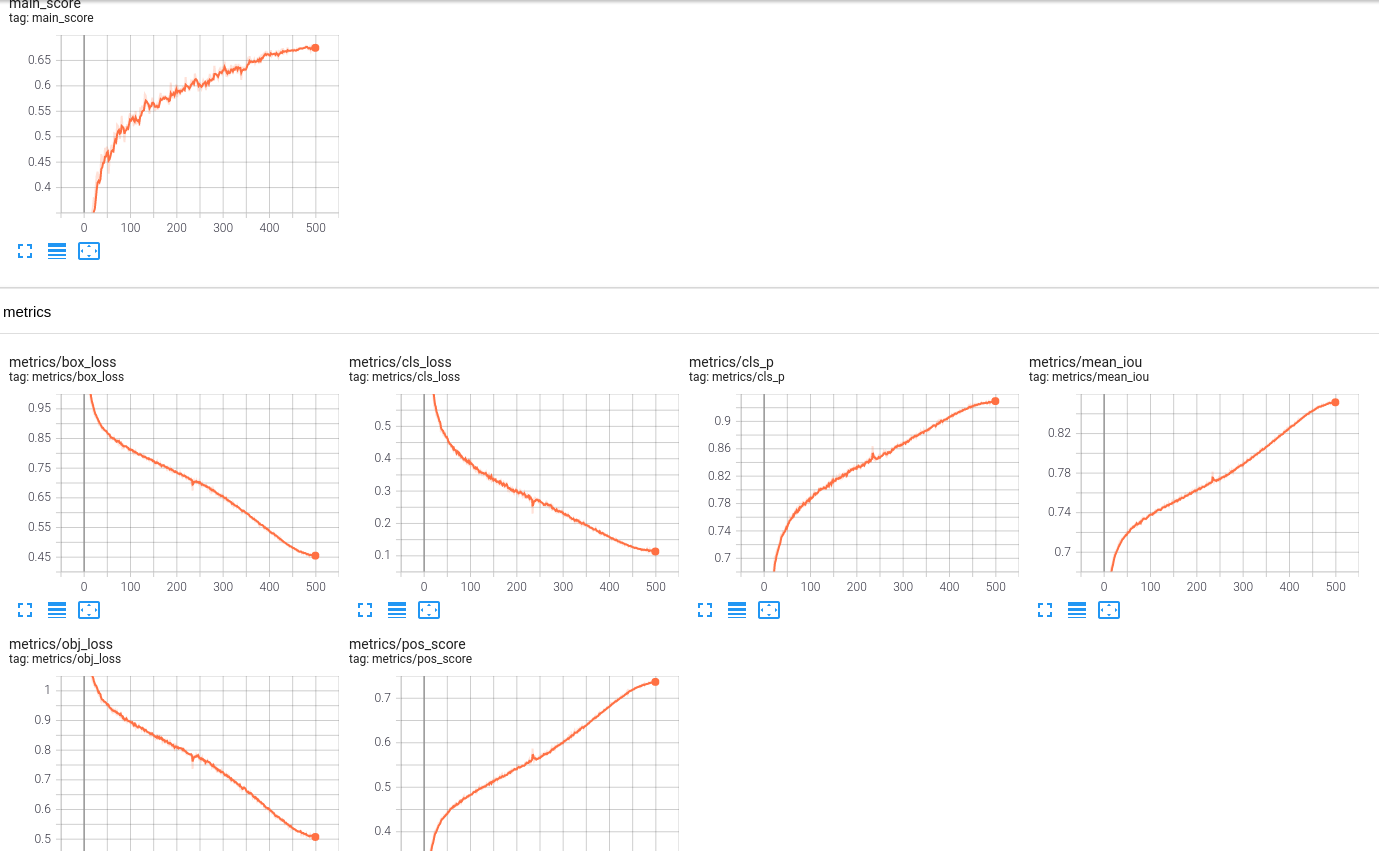 main_score
tag: main_score
0.65
0.6
0.55
0.5
0.45
0.4
0 100 200 300 400 500
metrics
metrics/box_loss
tag: metrics/box_loss
0.95
0.85
0.75
0.65
0.55
0.45
0 100 200 300 400 500
metrics/cls_loss
tag: metrics/cls_loss
0.5
0.4
0.3
0.2
0.1
0 100 200 300 400 500
metrics/cls_p
tag: metrics/cls_p
0.9
0.86
0.82
0.78
0.74
0.7
0 100 200 300 400 500
metrics/mean_iou
tag: metrics/mean_iou
0.82
0.78
0.74
0.7
0 100 200 300 400 500
metrics/obj_loss
tag: metrics/obj_loss
1
0.9
0.8
0.7
0.6
0.5
metrics/pos_score
tag: metrics/pos_score
0.7
0.6
0.5
0.4